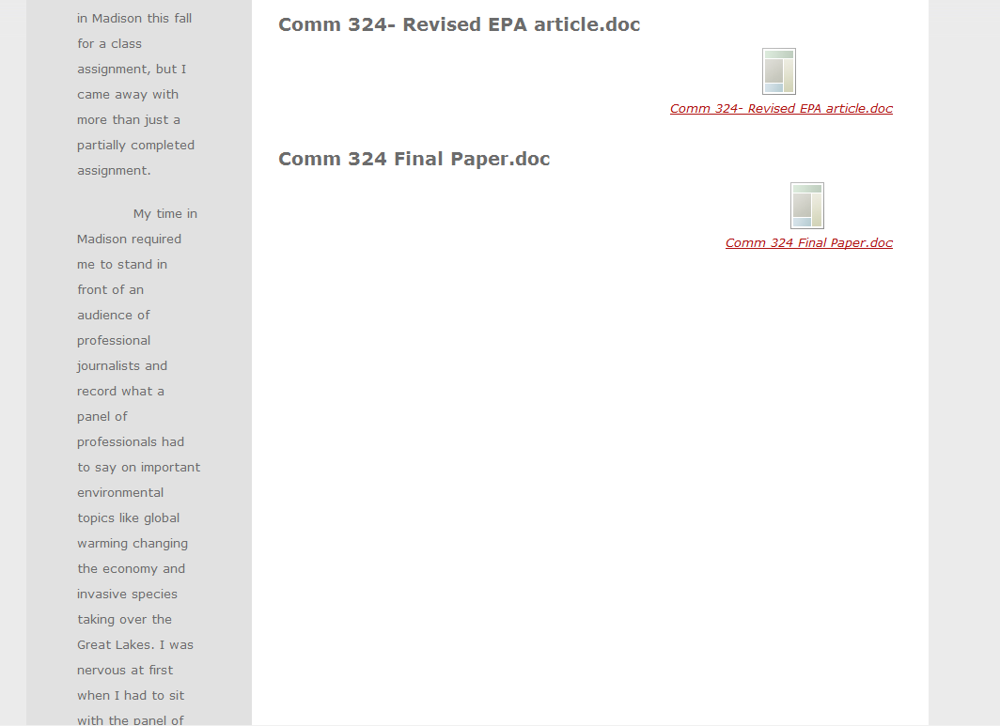 in Madison this fall
for a class
assignment, but I
came away with
more than just a
partially completed
assignment.
My time in
Madison required
me to stand in
front of an
audience of
professional
journalists and
record what a
panel of
professionals had
to say on important
environmental
topics like global
warming changing
the economy and
invasive species
taking over the
Great Lakes. I was
nervous at first
when I had to sit
with the panel of
Comm 324- Revised EPA article.doc
Comm 324- Revised EPA article.doc
Comm 324 Final Paper.doc
Comm 324 Final Paper.doc